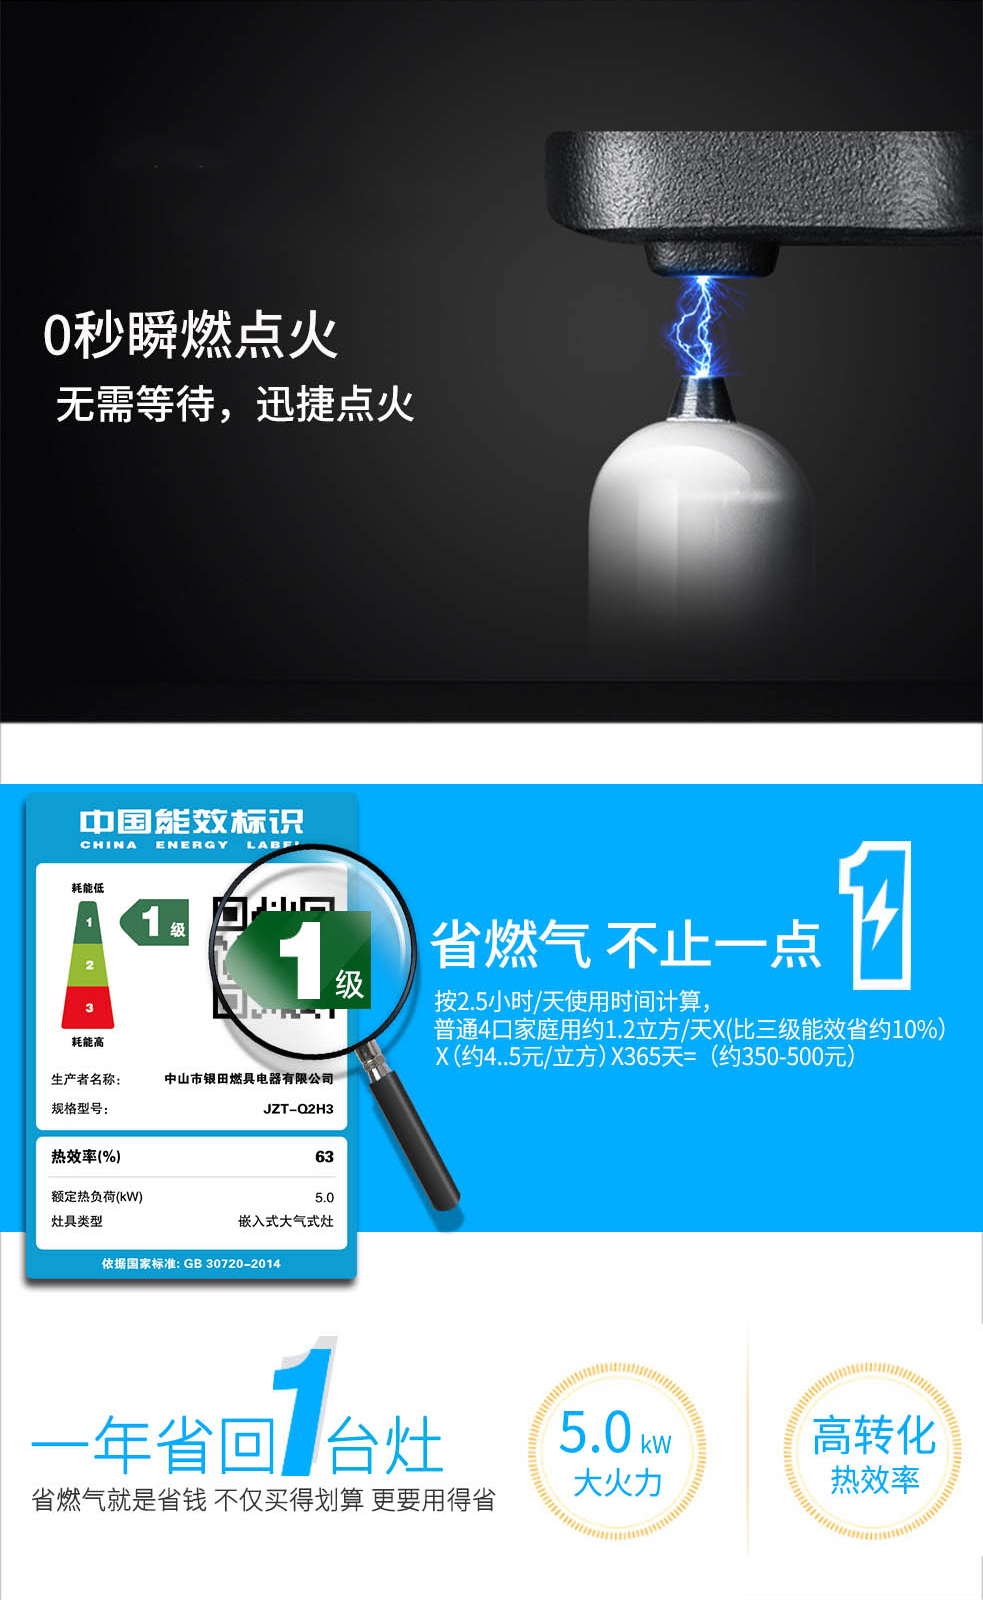 0秒瞬燃点火
无需等待，迅捷点火
中国能效标识
CHINA ENERGY LABEL
耗能低
1
2
3
耗能高
1级
1级
生产者名称： 中山市银田燃具电器有限公司
规格型号： JZT-Q2H3
热效率(%) 63
额定热负荷(kW) 5.0
灶具类型 嵌入式大气式灶
依据国家标准: GB 30720-2014
省燃气 不止一点
1
按2.5小时/天使用时间计算，
普通4口家庭用约1.2立方/天X(比三级能效省约10%）
X（约4..5元/立方）X365天=（约350-500元）
一年省回1台灶
省燃气就是省钱 不仅买得划算 更要用得省
5.0 kW
大火力
高转化
热效率